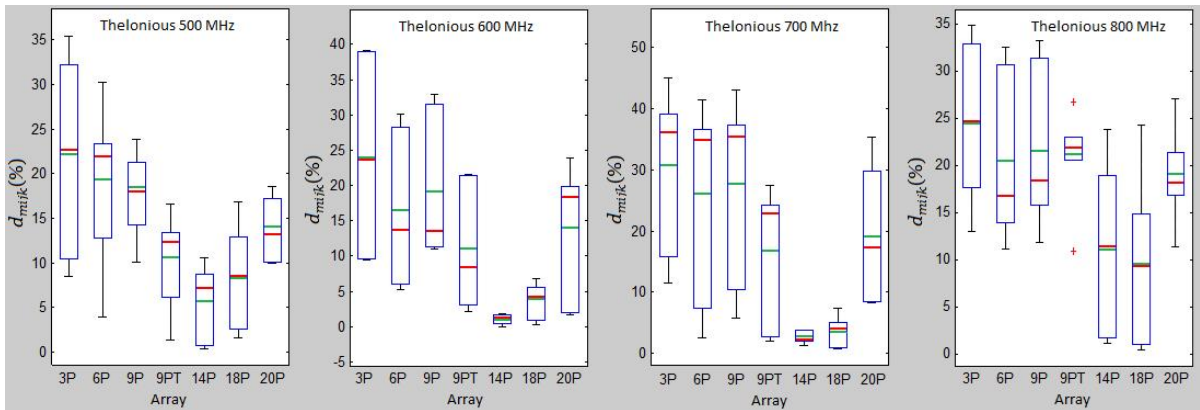 Thelonious 500 MHz
35
30
25
20
15
10
5
0
d_mijk(%)
3P 6P 9P 9PT 14P 18P 20P
Array
Thelonious 600 MHz
40
35
30
25
20
15
10
5
0
-5
d_mijk(%)
3P 6P 9P 9PT 14P 18P 20P
Array
Thelonious 700 Mhz
50
40
30
20
10
0
d_mijk(%)
3P 6P 9P 9PT 14P 18P 20P
Array
Thelonious 800 MHz
35
30
25
20
15
10
5
0
d_mijk(%)
3P 6P 9P 9PT 14P 18P 20P
Array